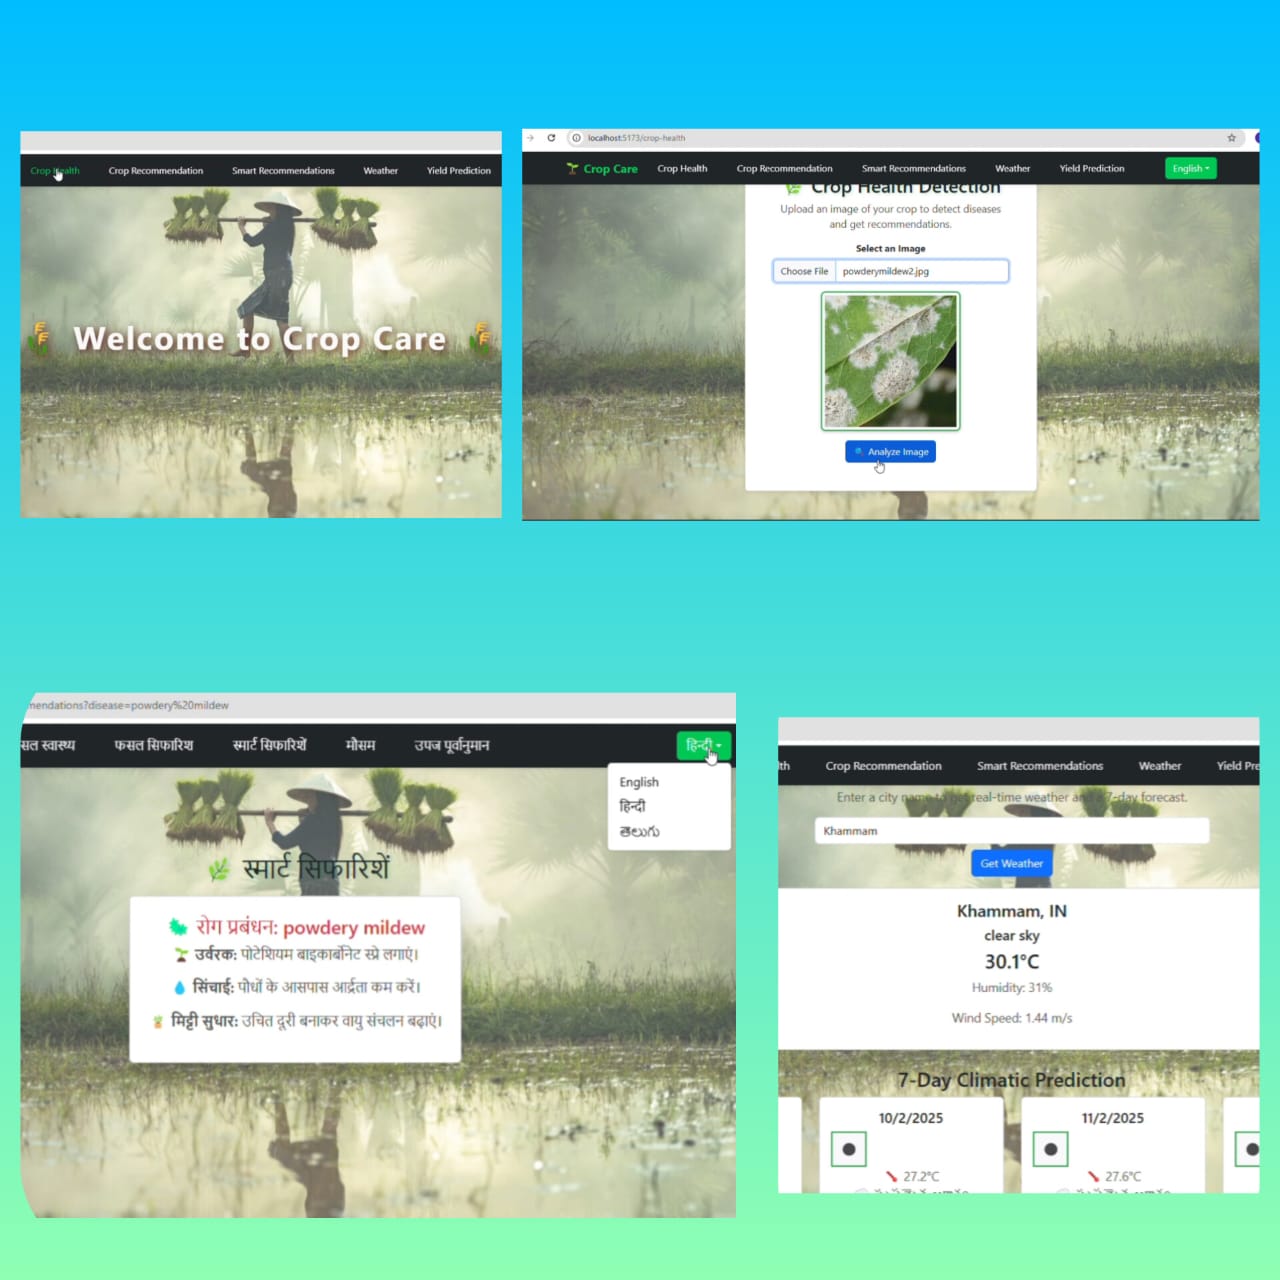 Crop Health Crop Recommendation Smart Recommendations Weather Yield Prediction
Welcome to Crop Care
localhost:5173/crop-health
Crop Care Crop Health Crop Recommendation Smart Recommendations Weather Yield Prediction English
Crop Health Detection
Upload an image of your crop to detect diseases
and get recommendations.
Select an Image
Choose File powderymildew2.jpg
Analyze Image
mendations?disease=powdery%20mildew
सल स्वास्थ्य फसल सिफारिश स्मार्ट सिफारिशें मौसम उपज पूर्वानुमान हिन्दी
English
हिन्दी
తెలుగు
स्मार्ट सिफारिशें
रोग प्रबंधन: powdery mildew
उर्वरक: पोटेशियम बाइकार्बोनेट स्प्रे लगाएं।
सिंचाई: पौधों के आसपास आर्द्रता कम करें।
मिट्टी सुधार: उचित दूरी बनाकर वायु संचलन बढ़ाएं।
lth Crop Recommendation Smart Recommendations Weather Yield Pre
Enter a city name to get real-time weather and a 7-day forecast.
Khammam
Get Weather
Khammam, IN
clear sky
30.1°C
Humidity: 31%
Wind Speed: 1.44 m/s
7-Day Climatic Prediction
10/2/2025 11/2/2025
27.2°C 27.6°C